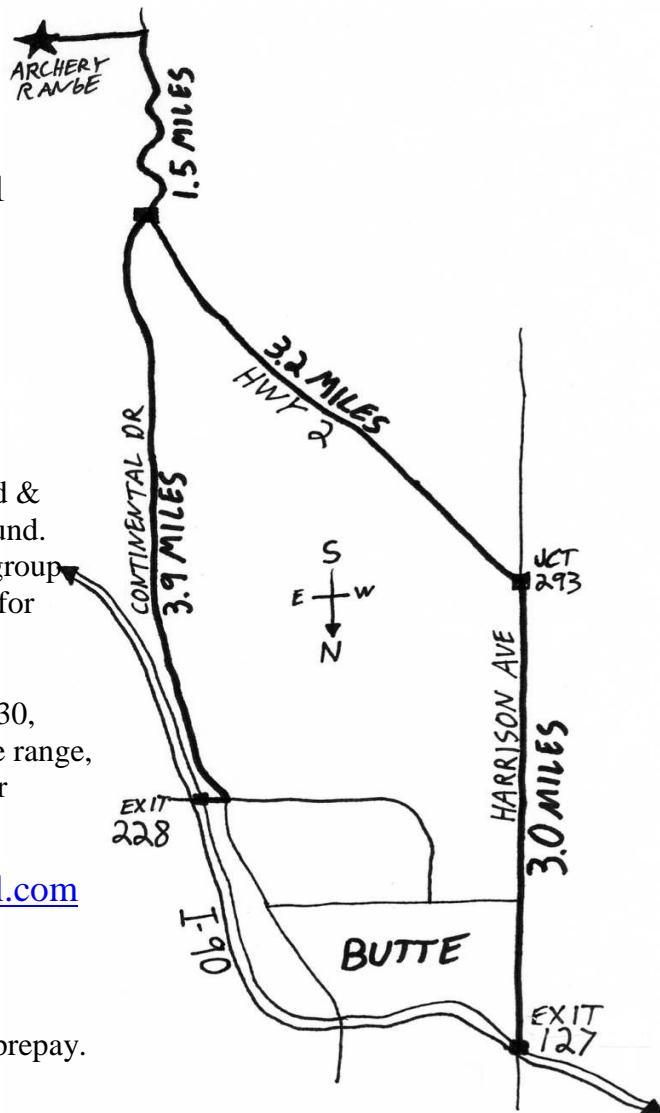 ARCHERY
RANGE
1.5 MILES
3.2 MILES
HWY 2
CONTINENTAL DR
3.9 MILES
d &
und.
group
for
S
E W
N
JCT
293
HARRISON AVE
3.0 MILES
30,
e range,
r
EXIT
228
l.com
I-90
BUTTE
EXIT
127
prepay.